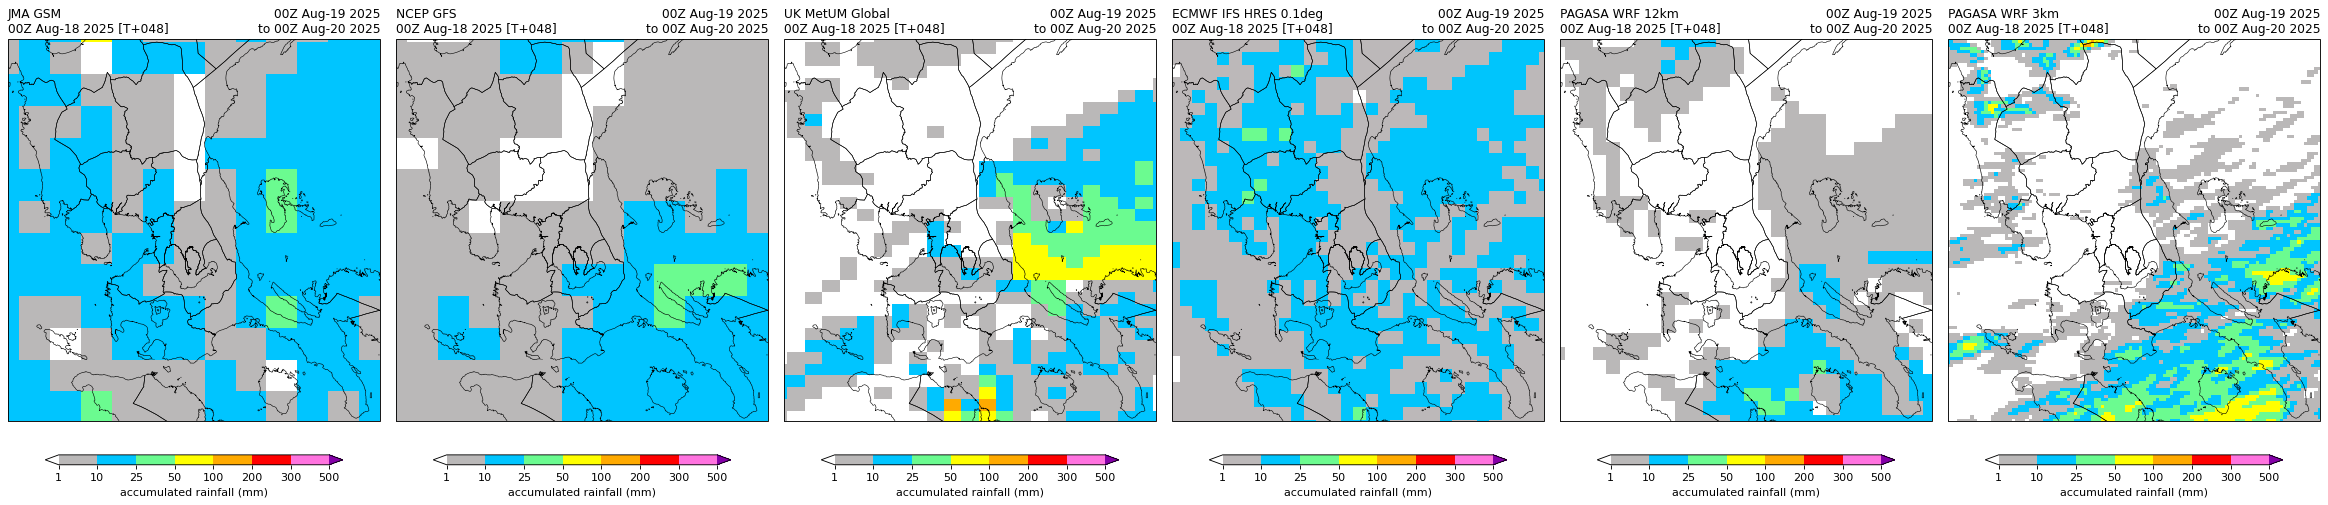 JMA GSM 00Z Aug-19 2025
00Z Aug-18 2025 [T+048] to 00Z Aug-20 2025
NCEP GFS 00Z Aug-19 2025
00Z Aug-18 2025 [T+048] to 00Z Aug-20 2025
UK MetUM Global 00Z Aug-19 2025
00Z Aug-18 2025 [T+048] to 00Z Aug-20 2025
ECMWF IFS HRES 0.1deg 00Z Aug-19 2025
00Z Aug-18 2025 [T+048] to 00Z Aug-20 2025
PAGASA WRF 12km 00Z Aug-19 2025
00Z Aug-18 2025 [T+048] to 00Z Aug-20 2025
PAGASA WRF 3km 00Z Aug-19 2025
00Z Aug-18 2025 [T+048] to 00Z Aug-20 2025
1 10 25 50 100 200 300 500
accumulated rainfall (mm)
1 10 25 50 100 200 300 500
accumulated rainfall (mm)
1 10 25 50 100 200 300 500
accumulated rainfall (mm)
1 10 25 50 100 200 300 500
accumulated rainfall (mm)
1 10 25 50 100 200 300 500
accumulated rainfall (mm)
1 10 25 50 100 200 300 500
accumulated rainfall (mm)